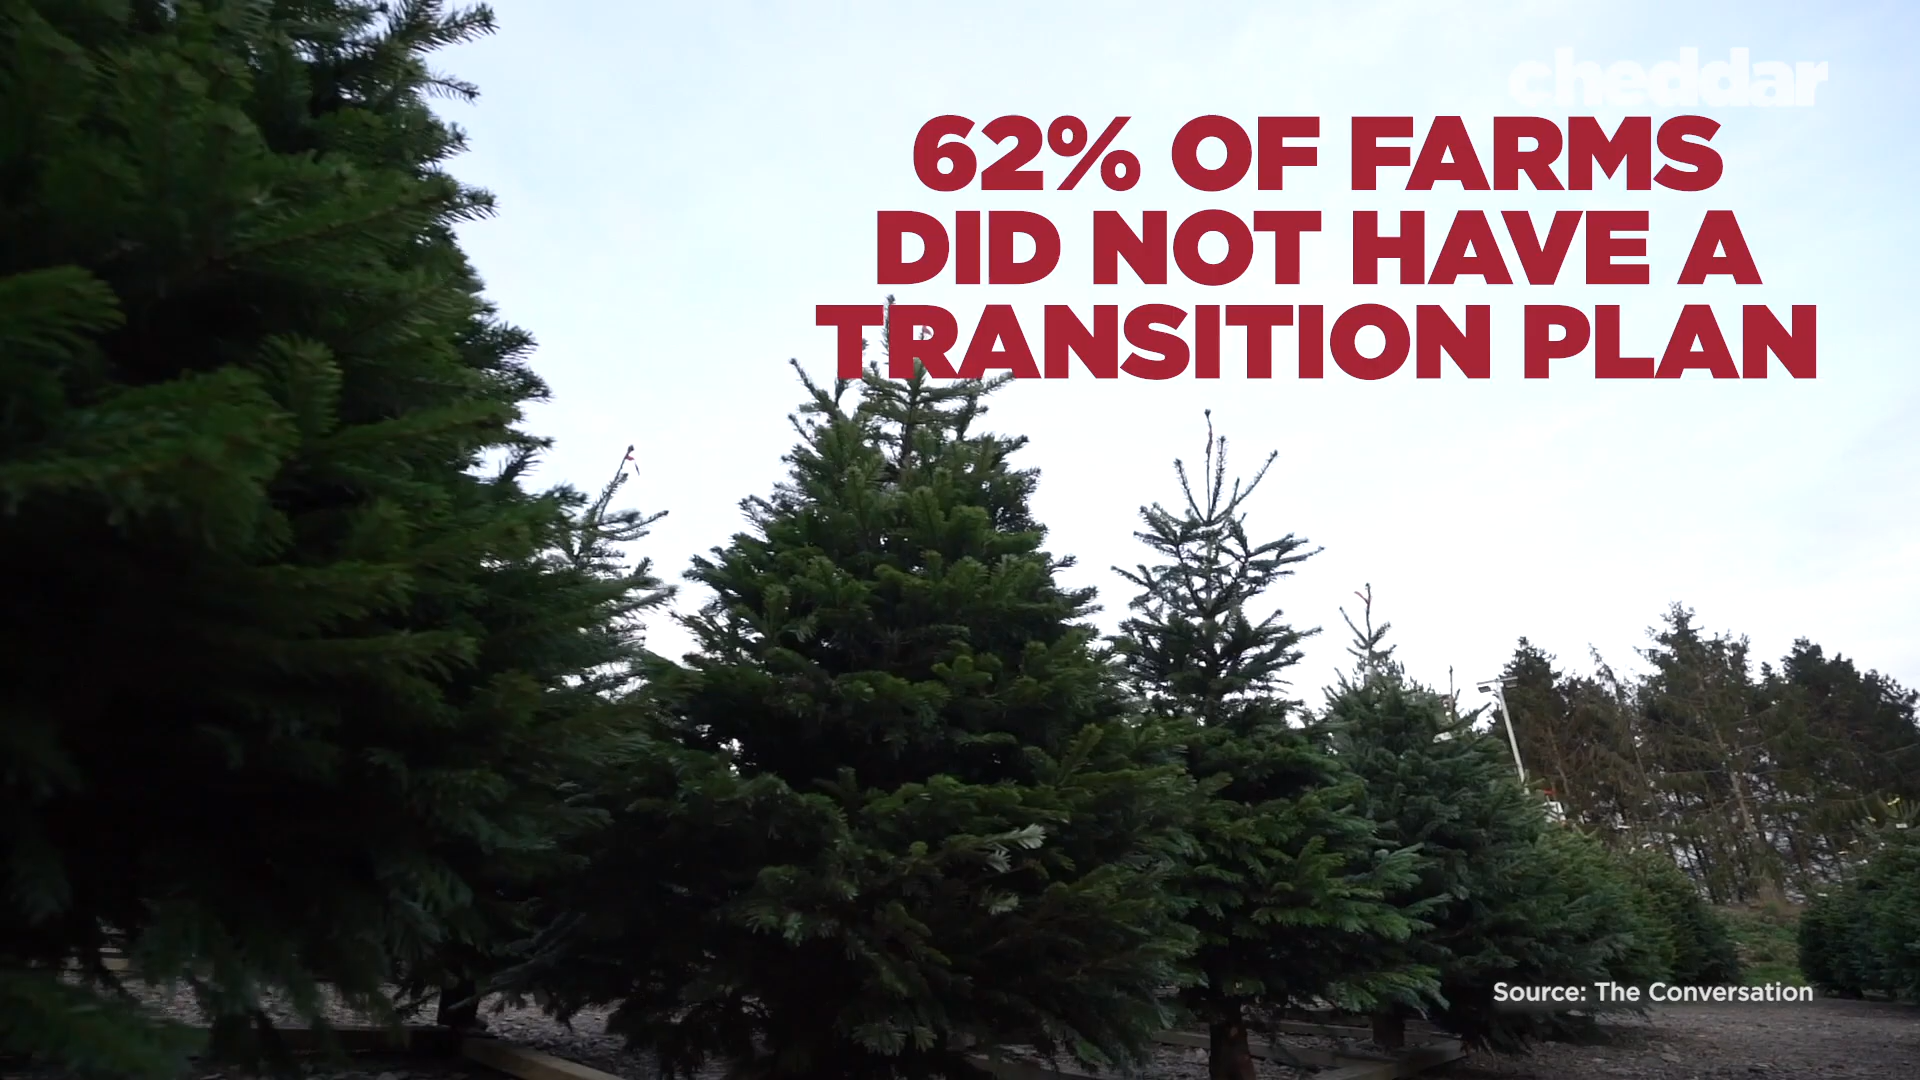 cheddar
62% OF FARMS
DID NOT HAVE A
TRANSITION PLAN
Source: The Conversation